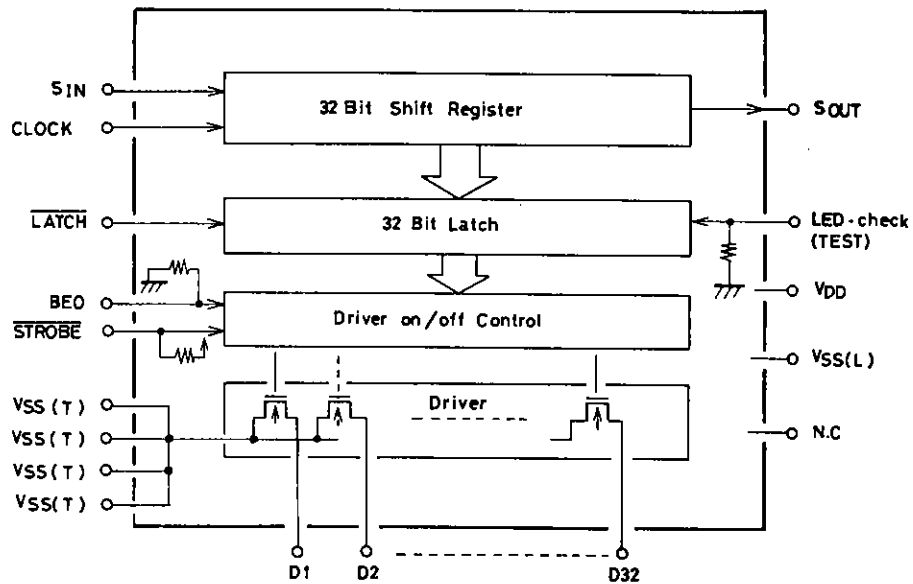 SIN
32 Bit Shift Register
SOUT
CLOCK
LATCH
32 Bit Latch
LED-check
(TEST)
BEO
Driver on/off Control
VDD
STROBE
VSS(L)
VSS(T)
Driver
VSS(T)
N.C
VSS(T)
VSS(T)
D1
D2
D32